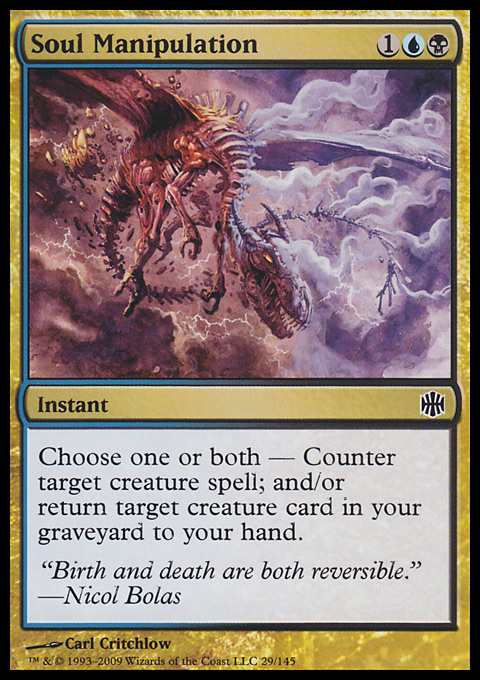 Soul Manipulation 1
Instant
Choose one or both — Counter
target creature spell; and/or
return target creature card in your
graveyard to your hand.
“Birth and death are both reversible.”
—Nicol Bolas
Carl Critchlow
™ & © 1993–2009 Wizards of the Coast LLC 29/145